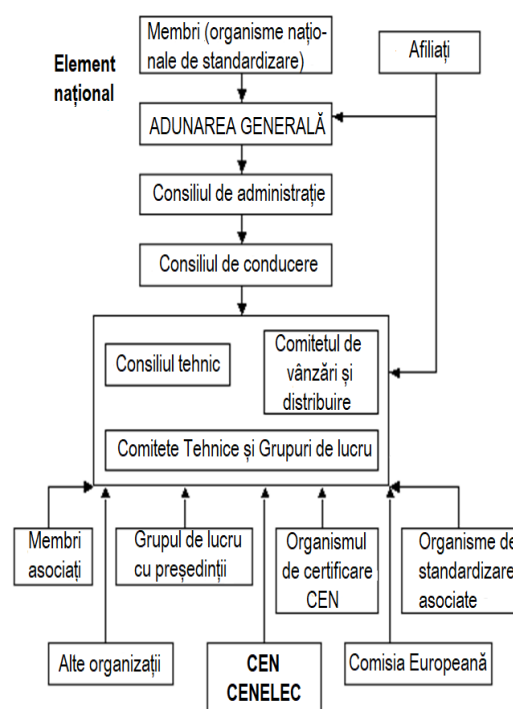 Membri (organisme națio-
nale de standardizare)
Afiliați
Element
național
ADUNAREA GENERALĂ
Consiliul de administrație
Consiliul de conducere
Consiliul tehnic
Comitetul de
vânzări și
distribuire
Comitete Tehnice și Grupuri de lucru
Membri
asociați
Grupul de lucru
cu președinții
Organismul
de certificare
CEN
Organisme de
standardizare
asociate
Alte organizații
CEN
CENELEC
Comisia Europeană